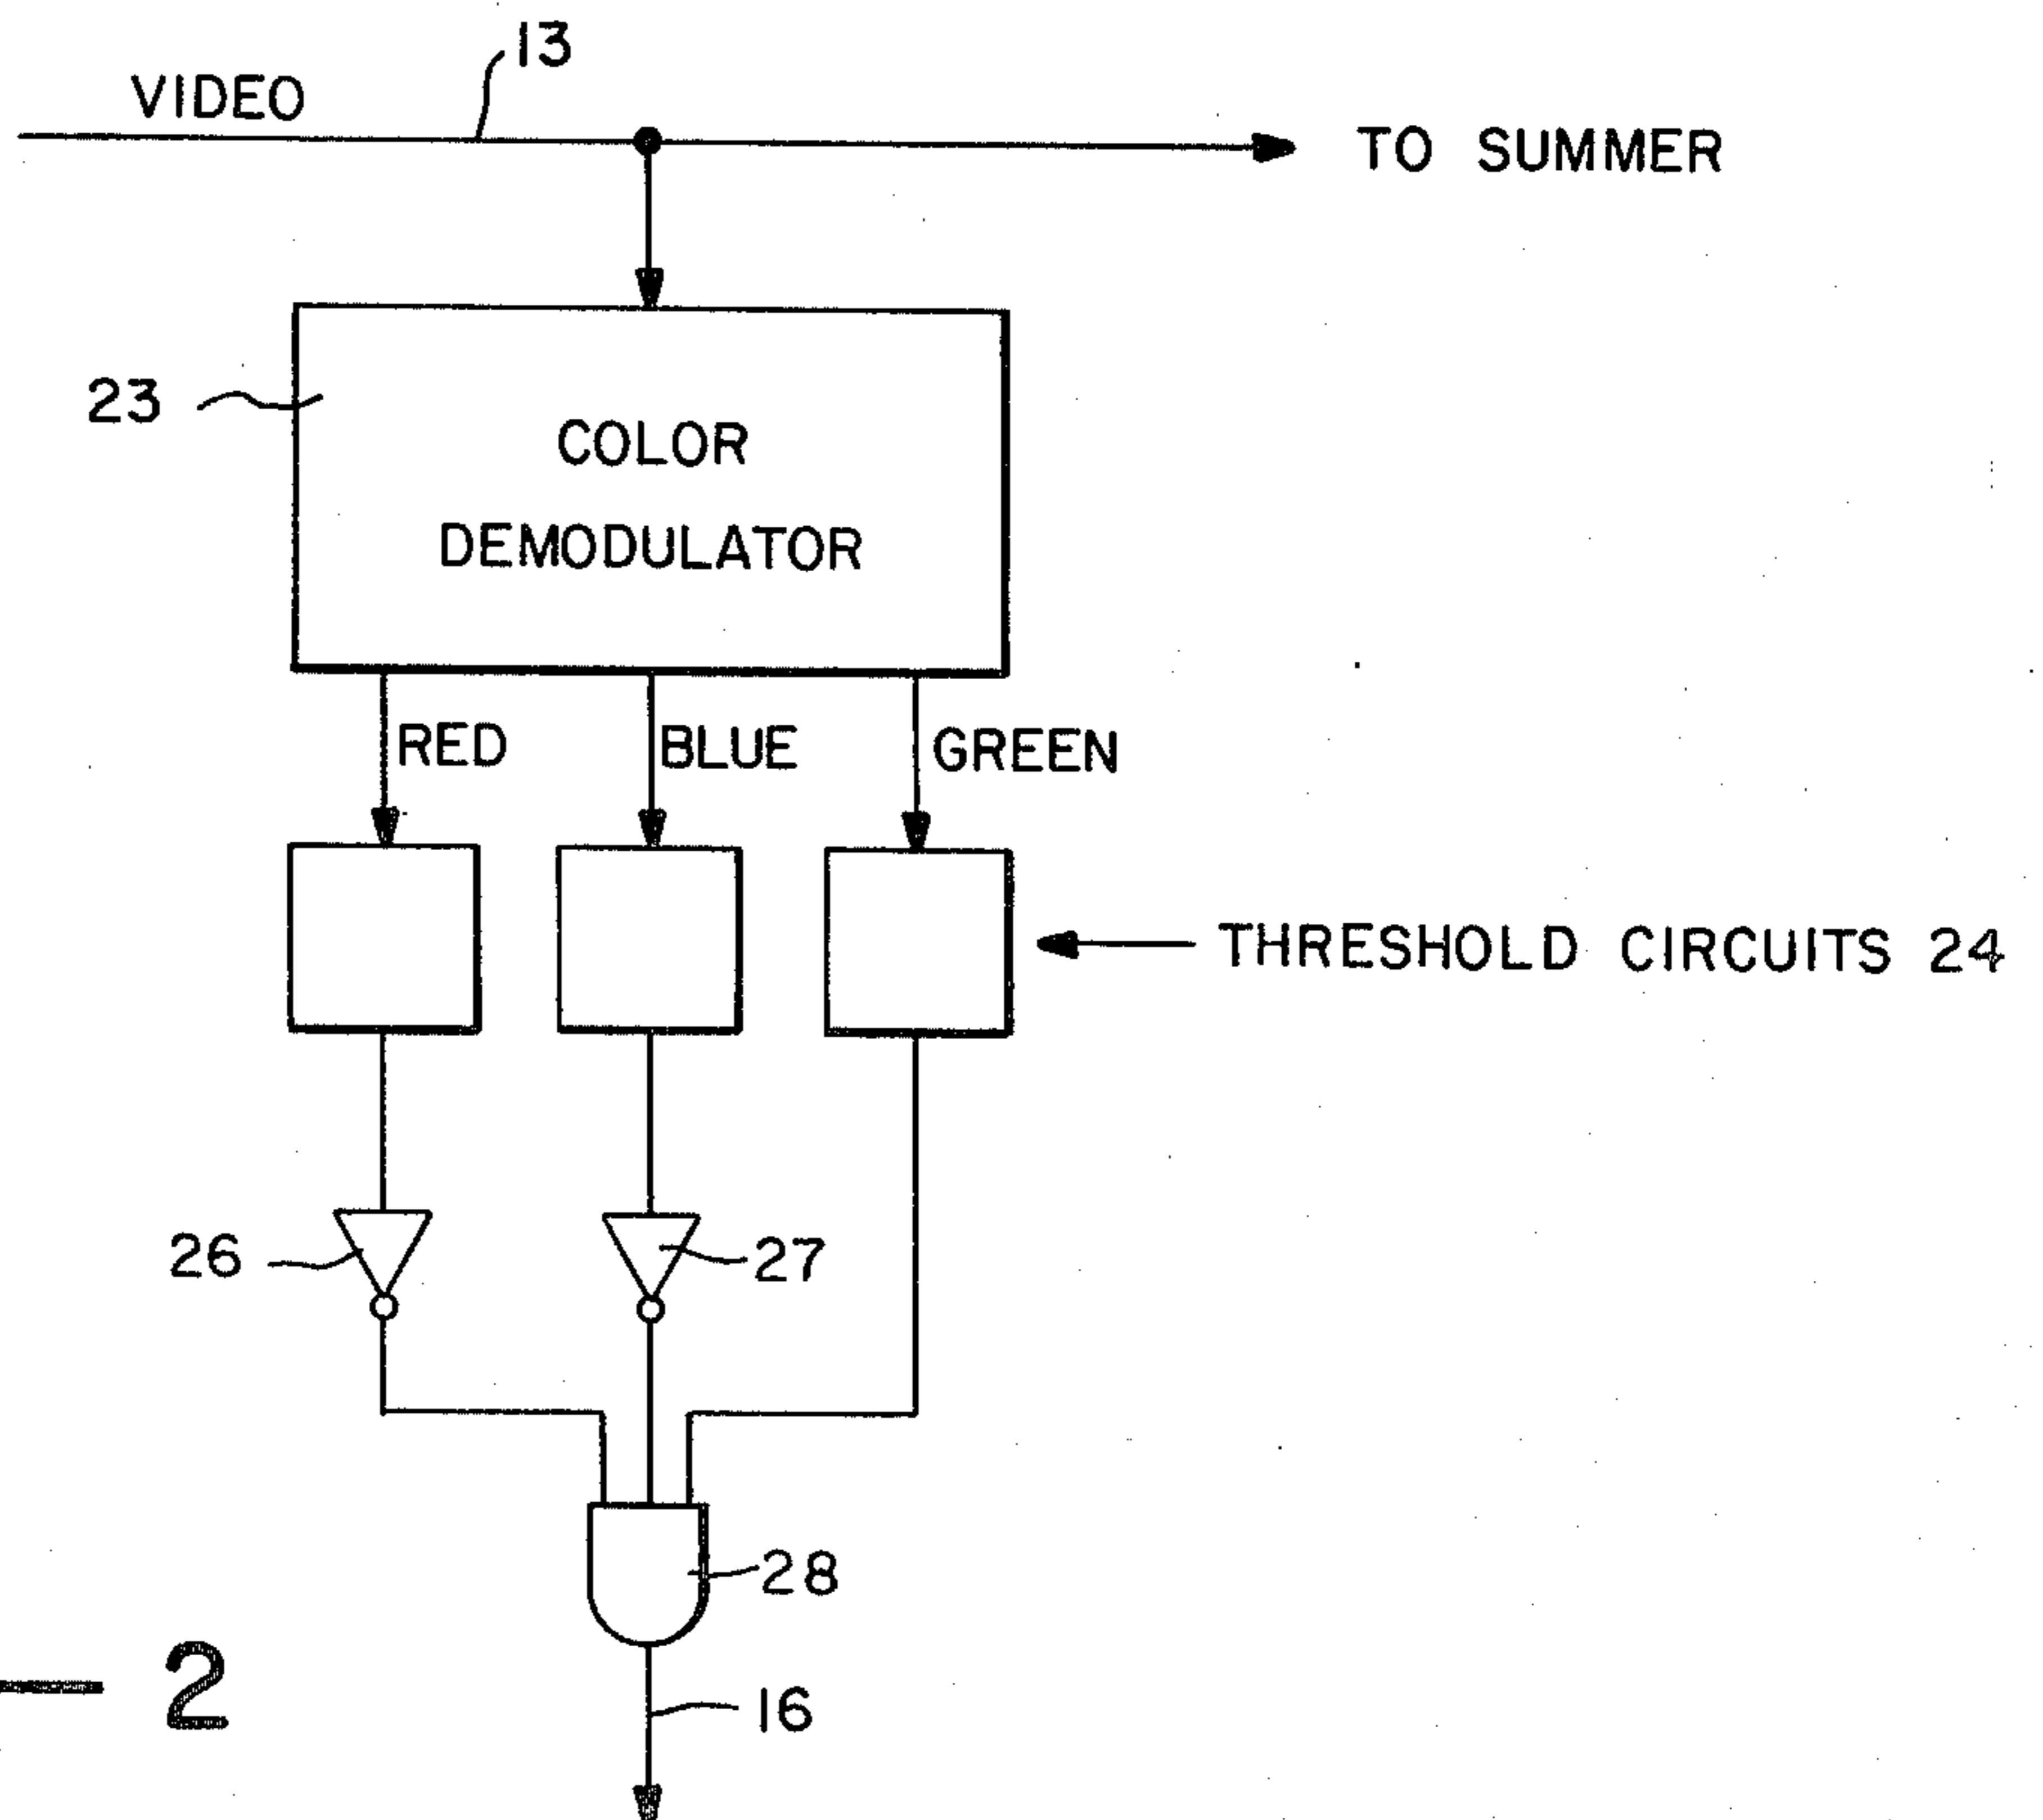 13
VIDEO
TO SUMMER
23
COLOR
DEMODULATOR
RED
BLUE
GREEN
THRESHOLD CIRCUITS 24
26
27
28
2
16